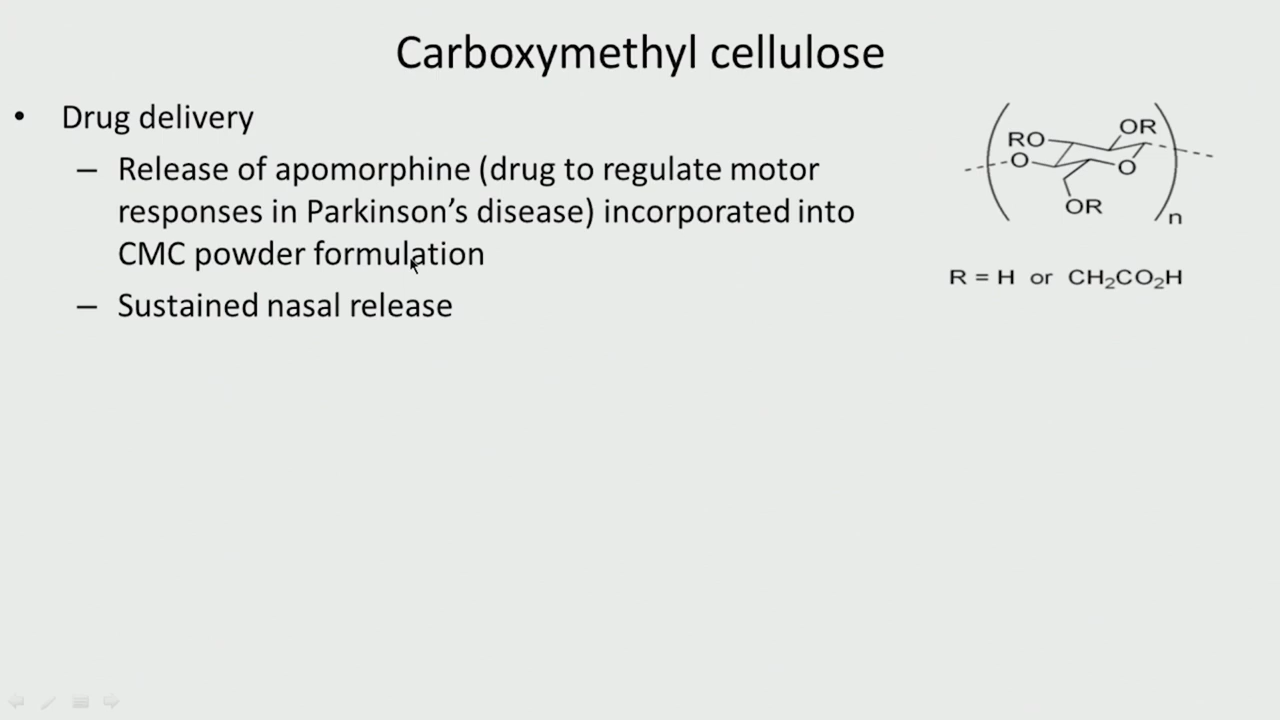 Carboxymethyl cellulose
• Drug delivery
– Release of apomorphine (drug to regulate motor
responses in Parkinson’s disease) incorporated into
CMC powder formulation
– Sustained nasal release
OR
RO
O
O
OR
n
R = H or CH₂CO₂H